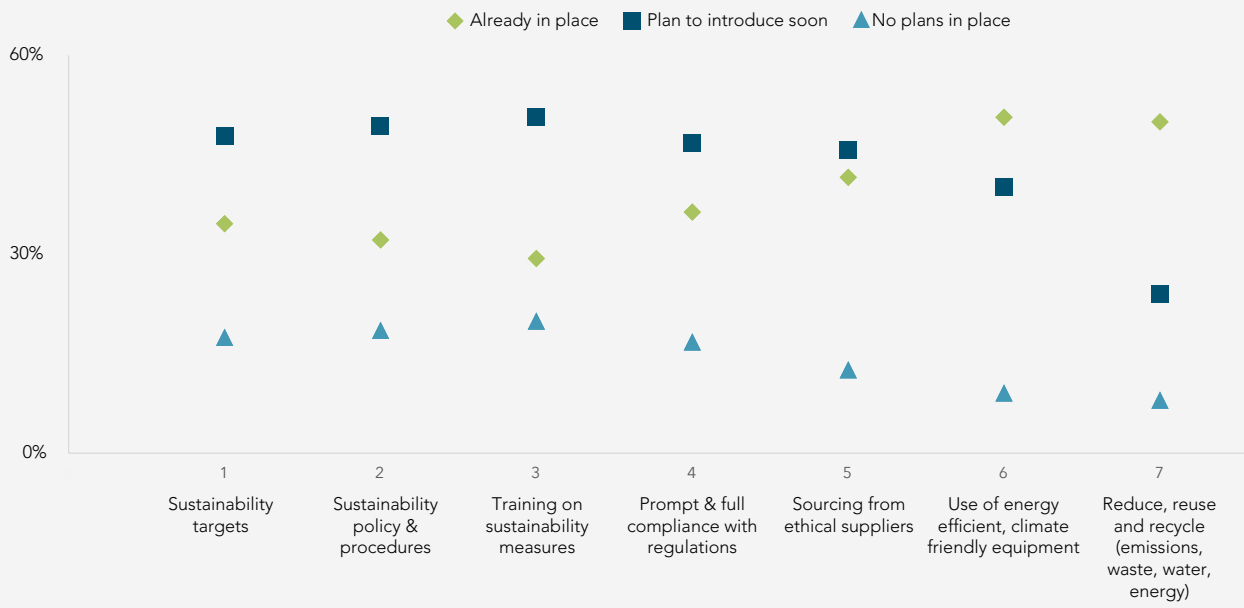 Already in place Plan to introduce soon No plans in place
60%
30%
0%
1 2 3 4 5 6 7
Sustainability
targets
Sustainability
policy &
procedures
Training on
sustainability
measures
Prompt & full
compliance with
regulations
Sourcing from
ethical suppliers
Use of energy
efficient, climate
friendly equipment
Reduce, reuse
and recycle
(emissions,
waste, water,
energy)